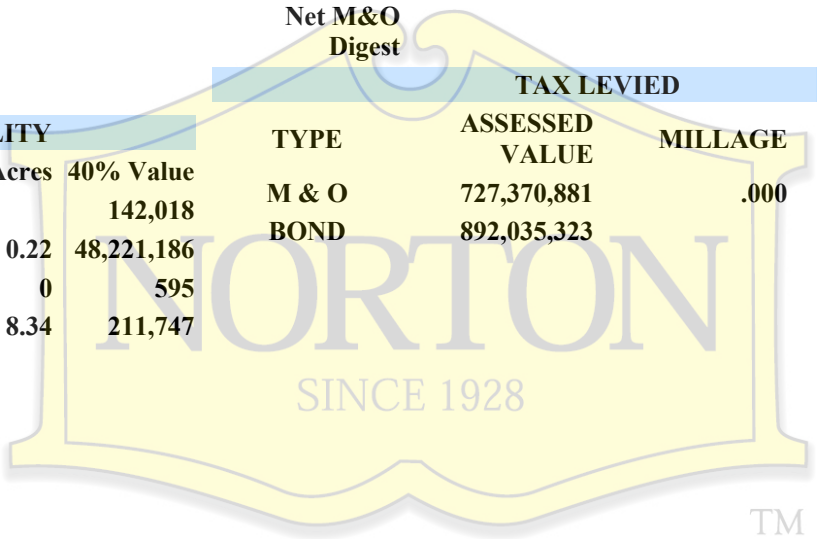 Net M&O
Digest
TAX LEVIED
LITY
TYPE ASSESSED VALUE MILLAGE
Acres 40% Value
M & O 727,370,881 .000
142,018
BOND 892,035,323
0.22 48,221,186
0 595
8.34 211,747
NORTON
SINCE 1928
TM